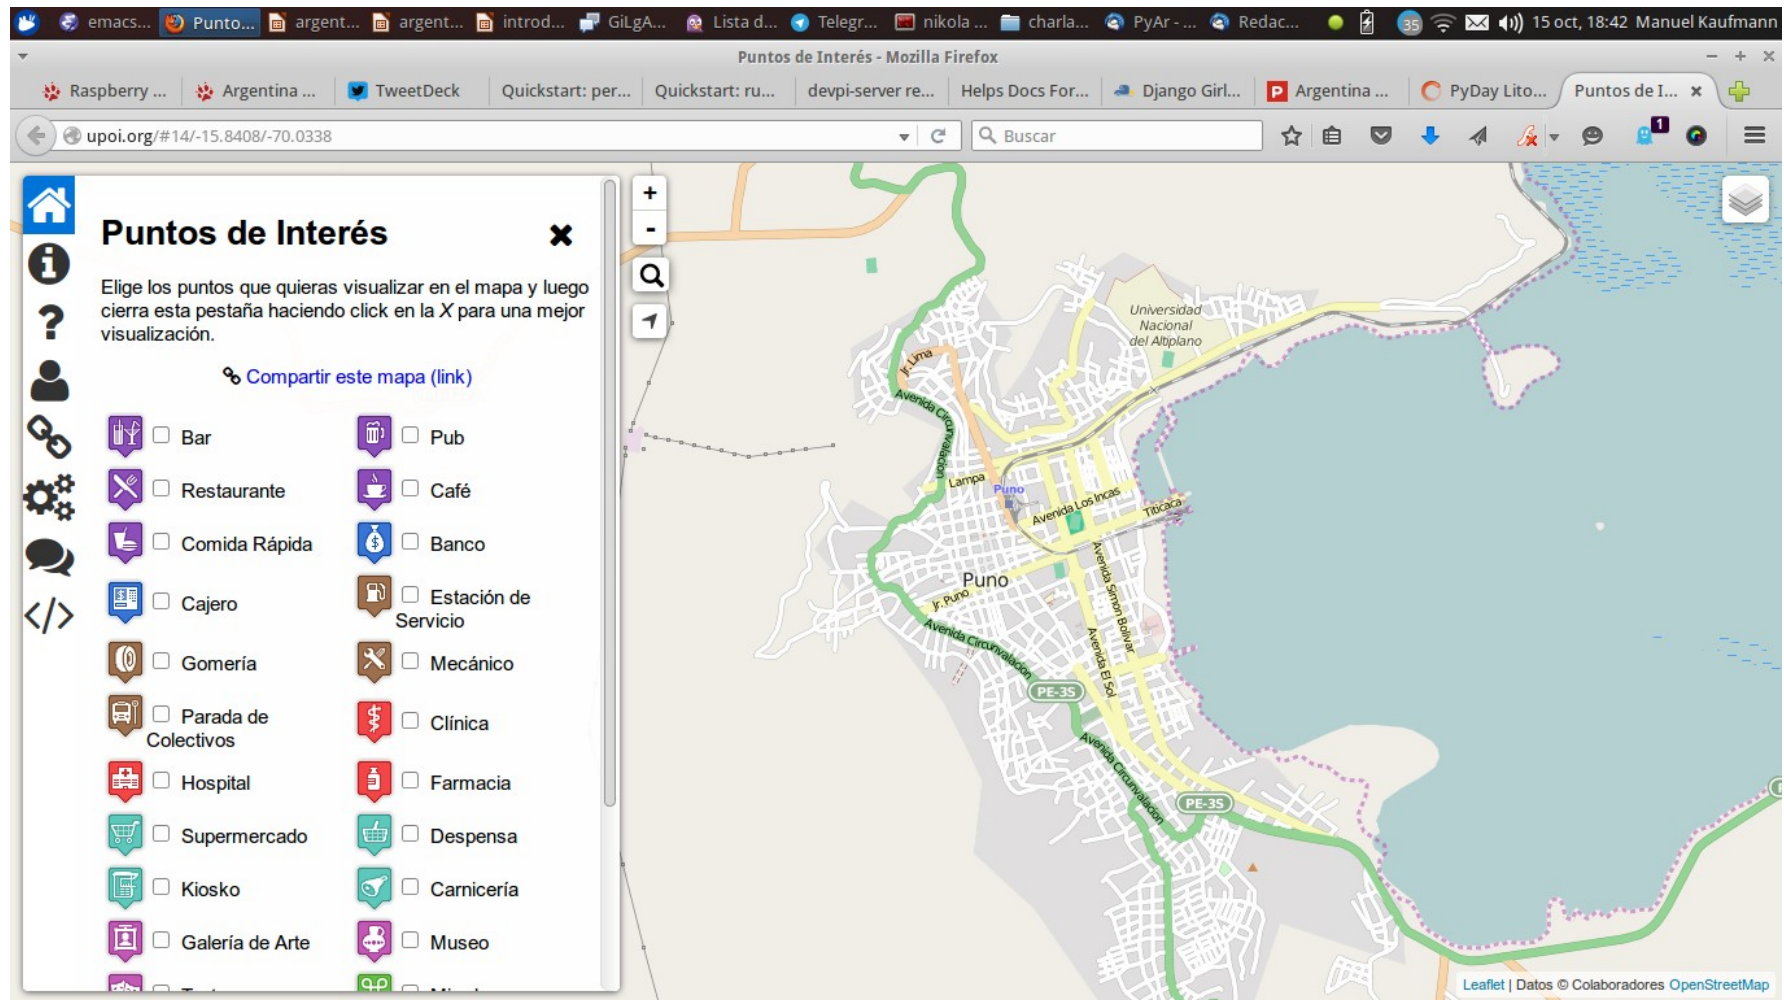 emacs... Punto... argent... argent... introd... GiLgA... Lista d... Telegr... nikola ... charla... PyAr - ... Redac... 35 15 oct, 18:42 Manuel Kaufmann
Puntos de Interés - Mozilla Firefox
Raspberry ... Argentina ... TweetDeck Quickstart: per... Quickstart: ru... devpi-server re... Helps Docs For... Django Girl... Argentina ... PyDay Lito... Puntos de I...
upoi.org/#14/-15.8408/-70.0338 Buscar 1
Puntos de Interés
Elige los puntos que quieras visualizar en el mapa y luego
cierra esta pestaña haciendo click en la X para una mejor
visualización.
Compartir este mapa (link)
Bar Pub
Restaurante Café
Comida Rápida Banco
Cajero Estación de
Servicio
Gomería Mecánico
Parada de
Colectivos Clínica
Hospital Farmacia
Supermercado Despensa
Kiosko Carnicería
Galería de Arte Museo
+
-
Universidad
Nacional
del Altiplano
Jr. Lima
Avenida Circunvalacion
Lampa
Puno
Avenida Los Incas
Titicaca
Puno
Jr. Puno
Avenida Simon Bolivar
Avenida Circunvalacion
Avenida El Sol
PE-3S
Avenida Circunvalacion
PE-3S
Leaflet | Datos © Colaboradores OpenStreetMap